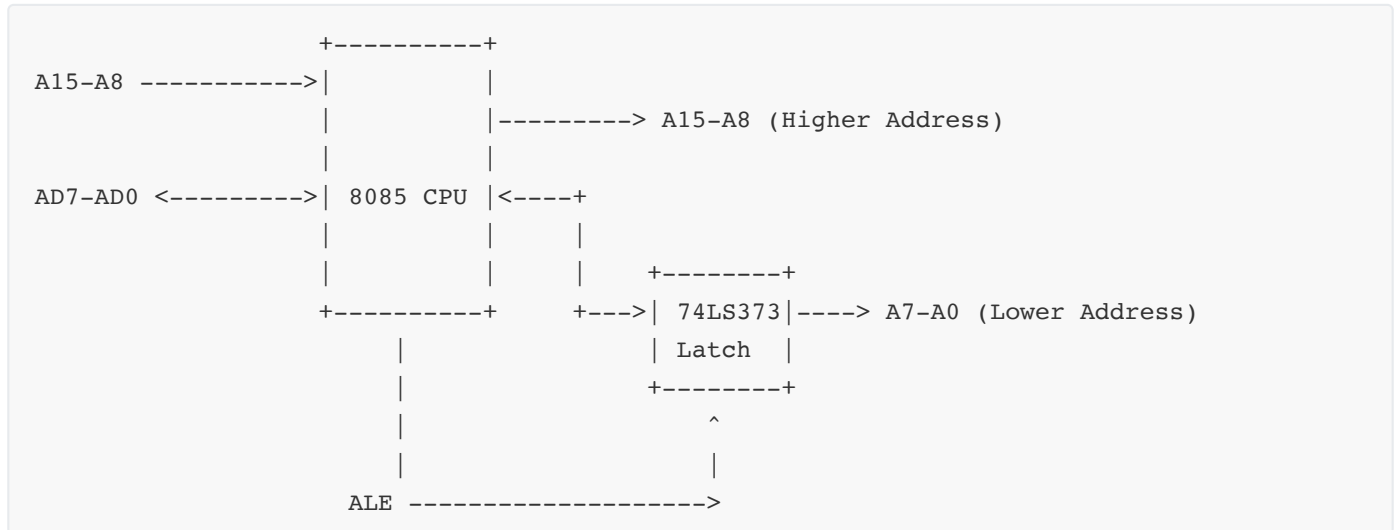 +----------+
A15-A8 ----------->|          |
|          |---------> A15-A8 (Higher Address)
|          |
AD7-AD0 <--------->| 8085 CPU |<----+
|          |     |
|          |     |    +--------+
+----------+     +--->| 74LS373|----> A7-A0 (Lower Address)
|               | Latch  |
|               +--------+
|                   ^
|                   |
ALE -------------------->